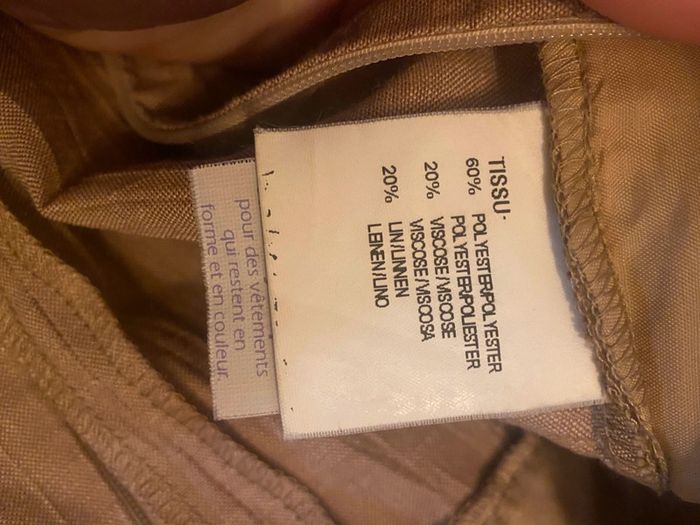 TISSU·
60% POLYESTER/POLYESTER
POLYESTER/POLIESTER
20% VISCOSE/VISCOSE
VISCOSE/VISCOSA
20% LIN/LINNEN
LEINEN/LINO
pour des vêtements
qui restent en
forme et en couleur.